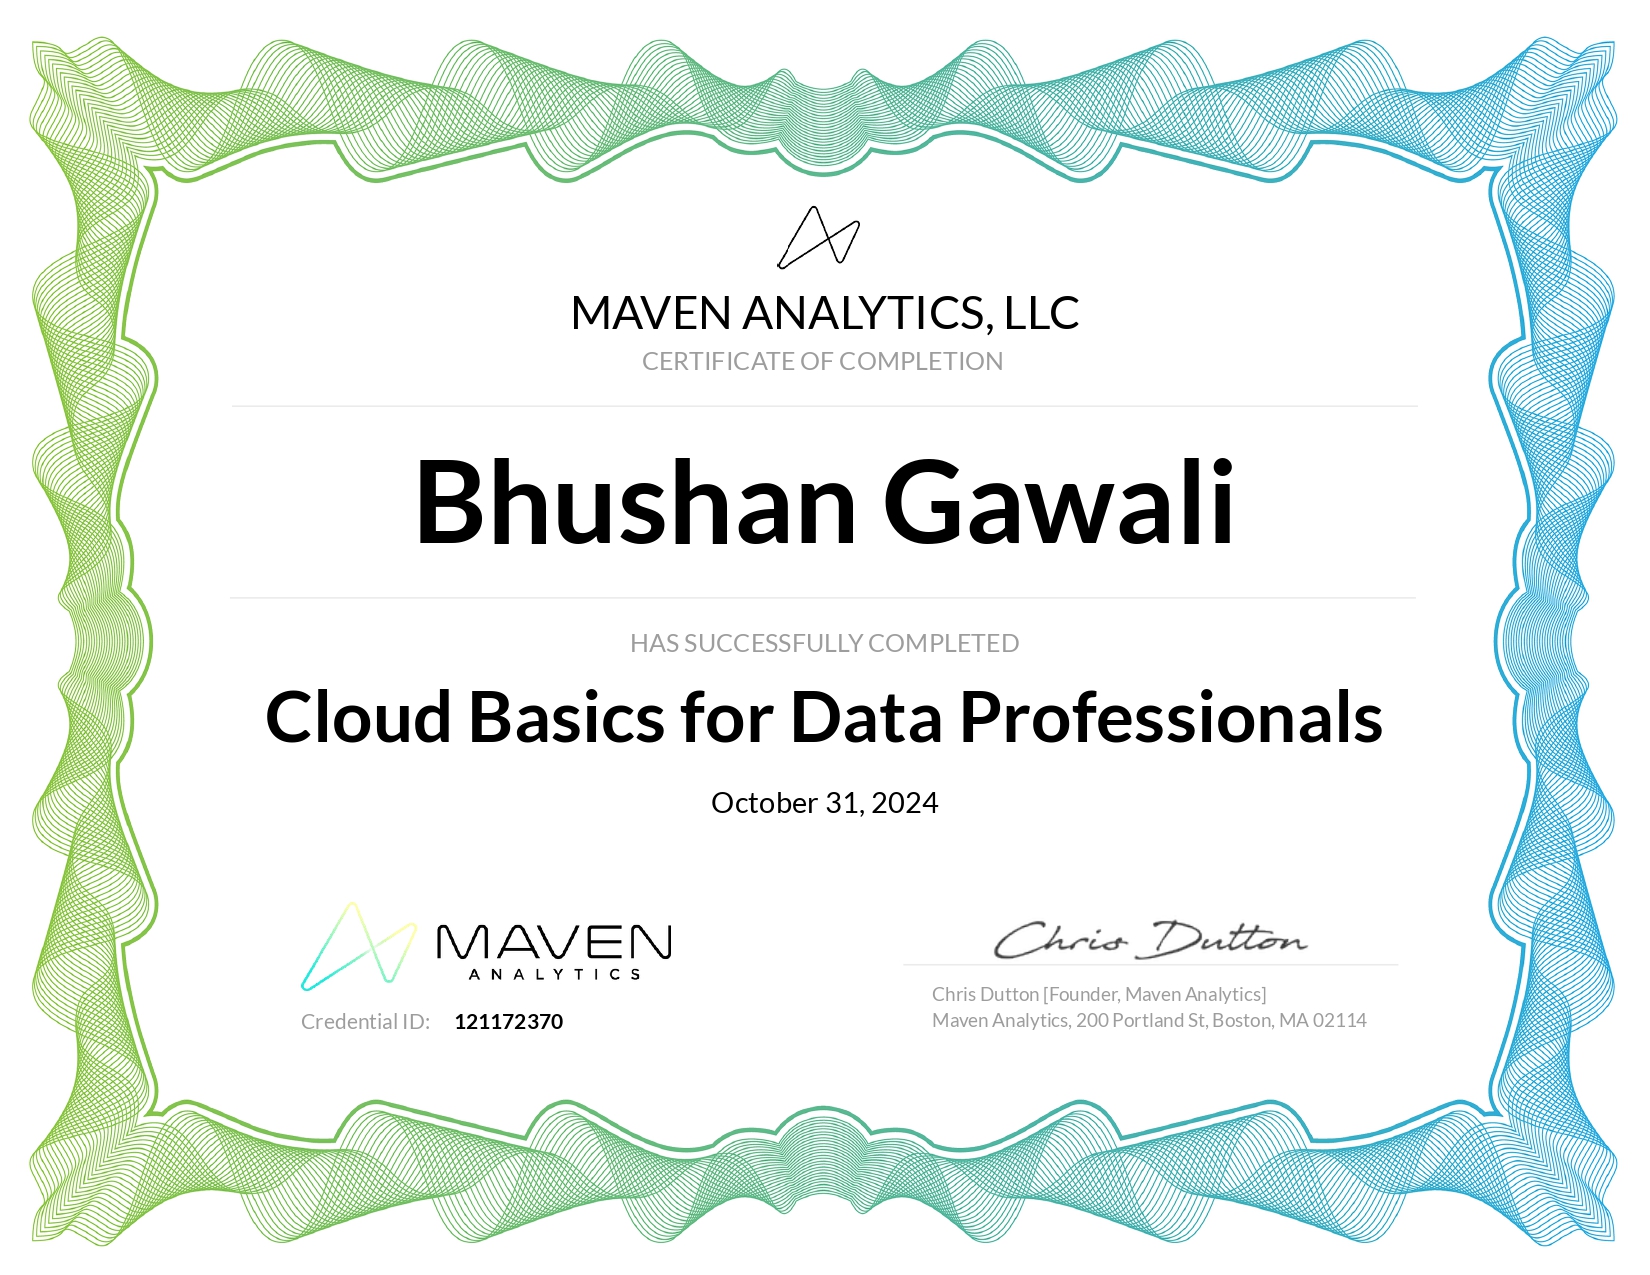 MAVEN ANALYTICS, LLC
CERTIFICATE OF COMPLETION
Bhushan Gawali
HAS SUCCESSFULLY COMPLETED
Cloud Basics for Data Professionals
October 31, 2024
MAVEN
ANALYTICS
Credential ID: 121172370
Chris Dutton
Chris Dutton [Founder, Maven Analytics]
Maven Analytics, 200 Portland St, Boston, MA 02114